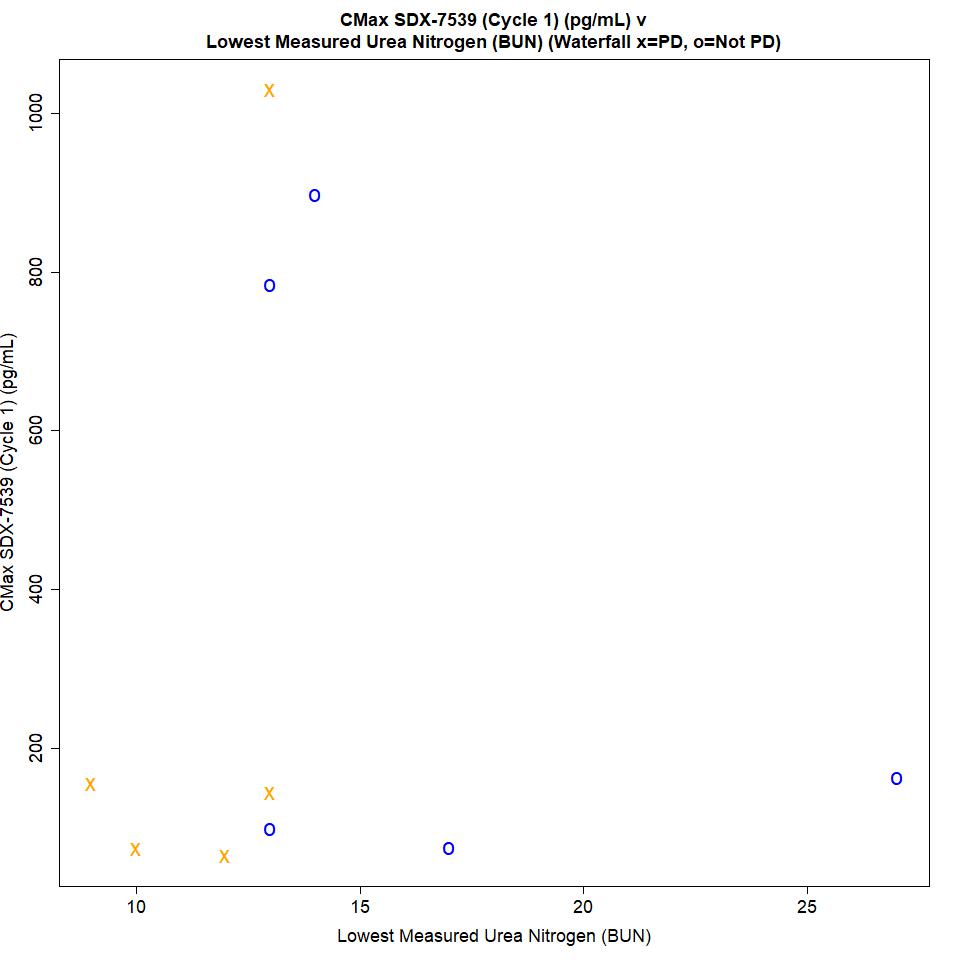 CMax SDX-7539 (Cycle 1) (pg/mL) v
Lowest Measured Urea Nitrogen (BUN) (Waterfall x=PD, o=Not PD)
CMax SDX-7539 (Cycle 1) (pg/mL)
1000
800
600
400
200
x
o
o
x
x
o
o
x
o
x
10
15
20
25
Lowest Measured Urea Nitrogen (BUN)